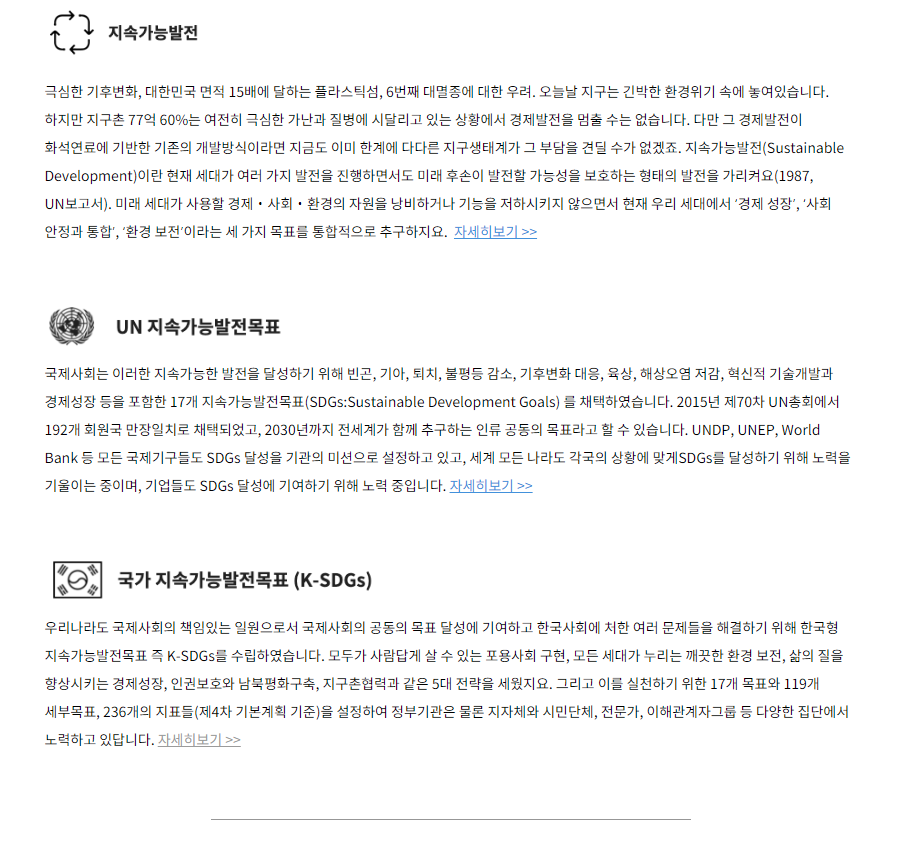 지속가능발전
극심한 기후변화, 대한민국 면적 15배에 달하는 플라스틱섬, 6번째 대멸종에 대한 우려. 오늘날 지구는 긴박한 환경위기 속에 놓여있습니다.
하지만 지구촌 77억 60%는 여전히 극심한 가난과 질병에 시달리고 있는 상황에서 경제발전을 멈출 수는 없습니다. 다만 그 경제발전이
화석연료에 기반한 기존의 개발방식이라면 지금도 이미 한계에 다다른 지구생태계가 그 부담을 견딜 수가 없겠죠. 지속가능발전(Sustainable
Development)이란 현재 세대가 여러 가지 발전을 진행하면서도 미래 후손이 발전할 가능성을 보호하는 형태의 발전을 가리켜요(1987,
UN보고서). 미래 세대가 사용할 경제・사회・환경의 자원을 낭비하거나 기능을 저하시키지 않으면서 현재 우리 세대에서 ‘경제 성장’, ‘사회
안정과 통합’, ‘환경 보전’이라는 세 가지 목표를 통합적으로 추구하지요. 자세히보기 >>
UN 지속가능발전목표
국제사회는 이러한 지속가능한 발전을 달성하기 위해 빈곤, 기아, 퇴치, 불평등 감소, 기후변화 대응, 육상, 해상오염 저감, 혁신적 기술개발과
경제성장 등을 포함한 17개 지속가능발전목표(SDGs:Sustainable Development Goals) 를 채택하였습니다. 2015년 제70차 UN총회에서
192개 회원국 만장일치로 채택되었고, 2030년까지 전세계가 함께 추구하는 인류 공동의 목표라고 할 수 있습니다. UNDP, UNEP, World
Bank 등 모든 국제기구들도 SDGs 달성을 기관의 미션으로 설정하고 있고, 세계 모든 나라도 각국의 상황에 맞게SDGs를 달성하기 위해 노력을
기울이는 중이며, 기업들도 SDGs 달성에 기여하기 위해 노력 중입니다. 자세히보기 >>
국가 지속가능발전목표 (K-SDGs)
우리나라도 국제사회의 책임있는 일원으로서 국제사회의 공동의 목표 달성에 기여하고 한국사회에 처한 여러 문제들을 해결하기 위해 한국형
지속가능발전목표 즉 K-SDGs를 수립하였습니다. 모두가 사람답게 살 수 있는 포용사회 구현, 모든 세대가 누리는 깨끗한 환경 보전, 삶의 질을
향상시키는 경제성장, 인권보호와 남북평화구축, 지구촌협력과 같은 5대 전략을 세웠지요. 그리고 이를 실천하기 위한 17개 목표와 119개
세부목표, 236개의 지표들(제4차 기본계획 기준)을 설정하여 정부기관은 물론 지자체와 시민단체, 전문가, 이해관계자그룹 등 다양한 집단에서
노력하고 있답니다. 자세히보기 >>